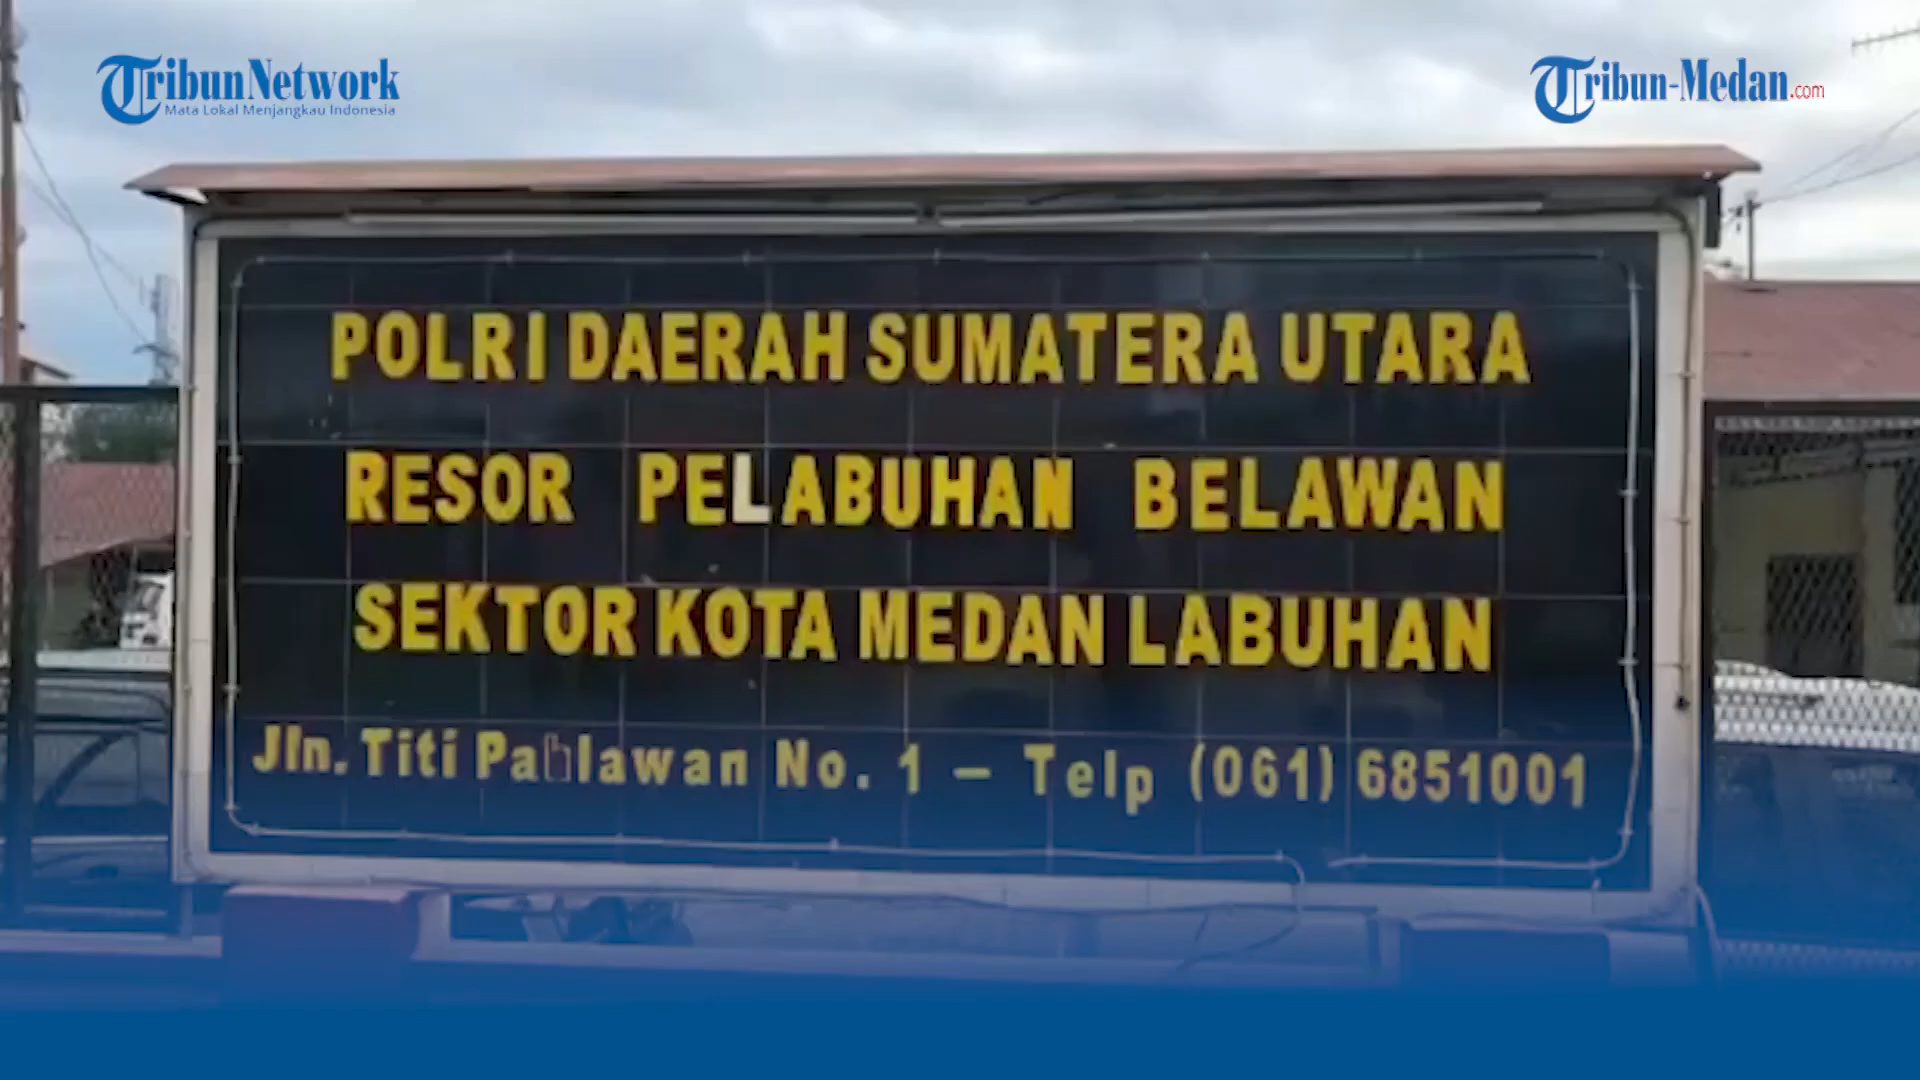 TribunNetwork
Mata Lokal Menjangkau Indonesia
Tribun-Medan.com
POLRI DAERAH SUMATERA UTARA
RESOR PELABUHAN BELAWAN
SEKTOR KOTA MEDAN LABUHAN
Jln. Titi Pahlawan No. 1 – Telp (061) 6851001